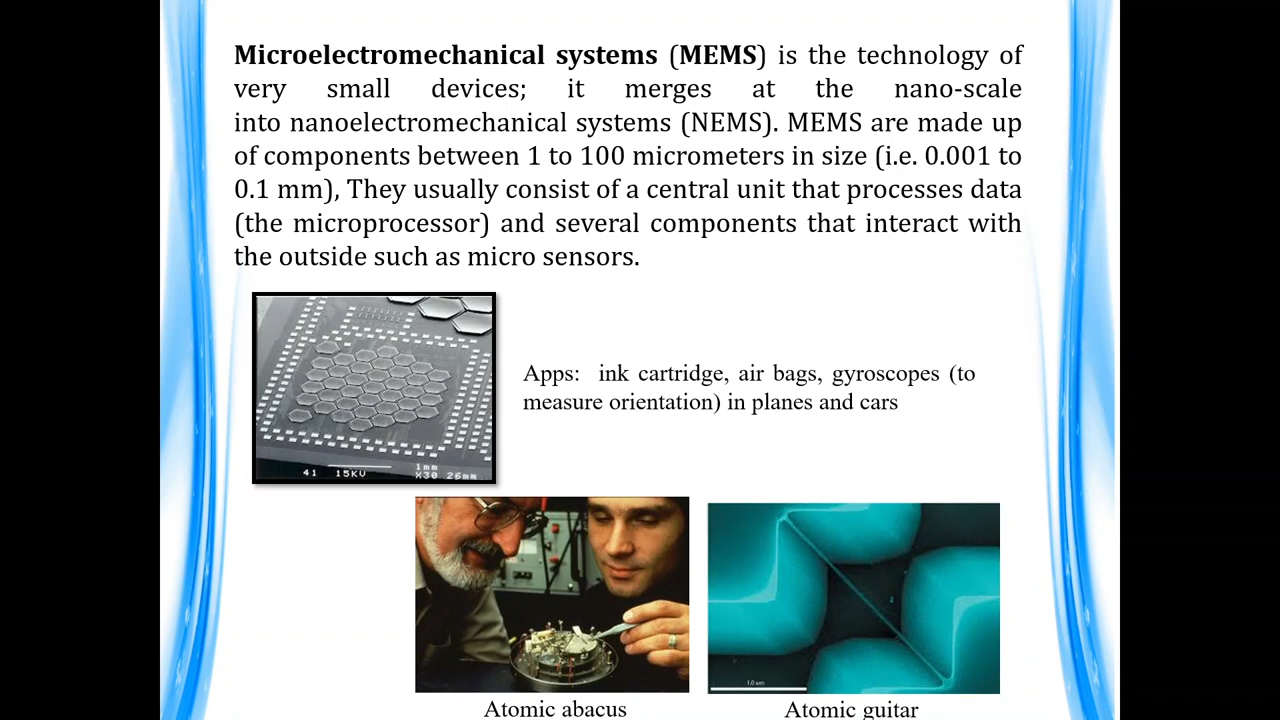 Microelectromechanical systems (MEMS) is the technology of
very small devices; it merges at the nano-scale
into nanoelectromechanical systems (NEMS). MEMS are made up
of components between 1 to 100 micrometers in size (i.e. 0.001 to
0.1 mm), They usually consist of a central unit that processes data
(the microprocessor) and several components that interact with
the outside such as micro sensors.
Apps: ink cartridge, air bags, gyroscopes (to
measure orientation) in planes and cars
41 15KV 1mm
X30 26mm
1.0 um
Atomic abacus
Atomic guitar